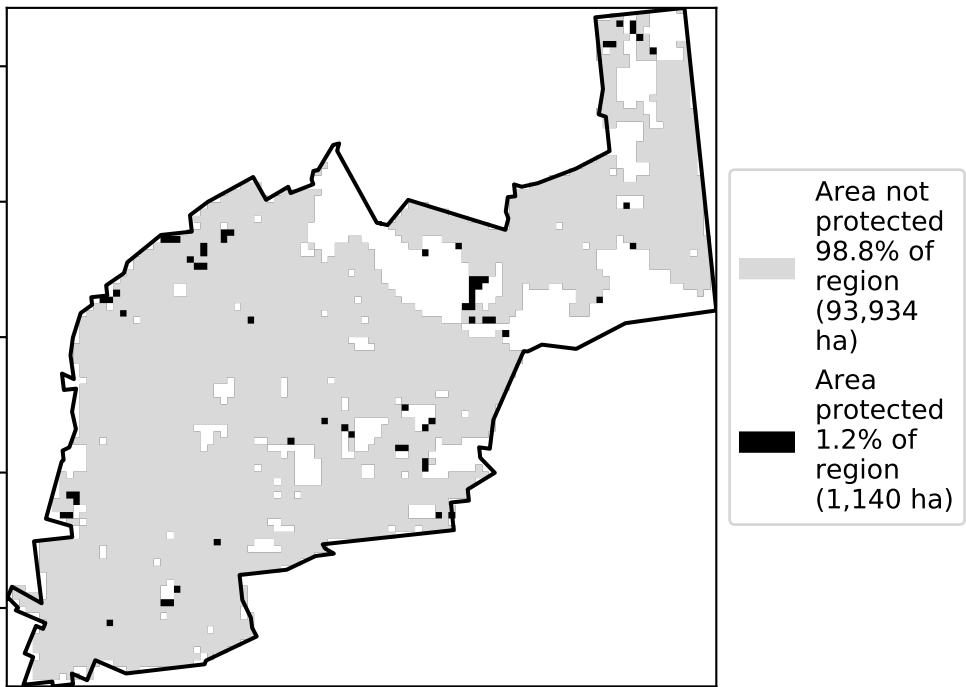 Area not
protected
98.8% of
region
(93,934
ha)
Area
protected
1.2% of
region
(1,140 ha)